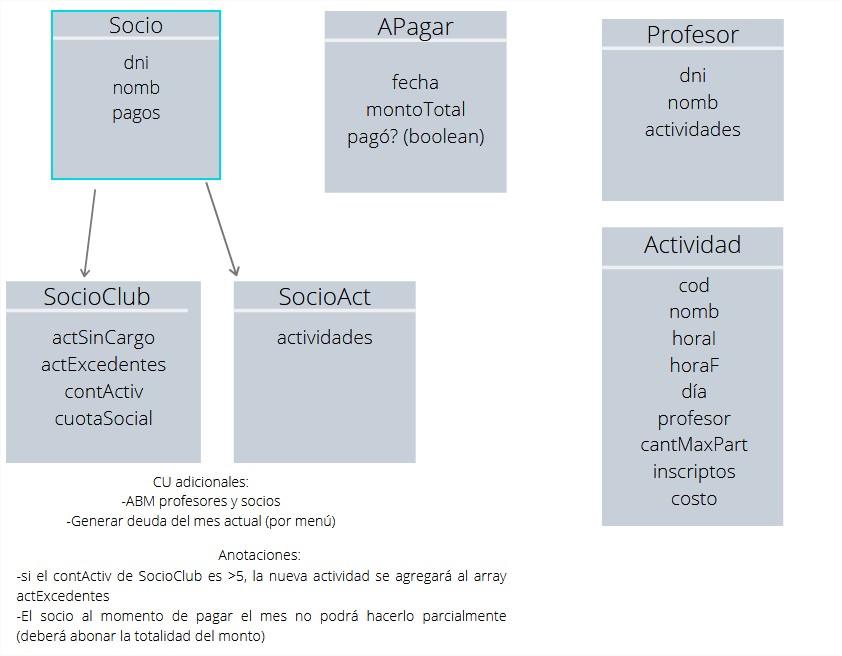 Socio
dni
nomb
pagos
APagar
fecha
montoTotal
pagó? (boolean)
Profesor
dni
nomb
actividades
SocioClub
actSinCargo
actExcedentes
contActiv
cuotaSocial
SocioAct
actividades
Actividad
cod
nomb
horaI
horaF
día
profesor
cantMaxPart
inscriptos
costo
CU adicionales:
-ABM profesores y socios
-Generar deuda del mes actual (por menú)
Anotaciones:
-si el contActiv de SocioClub es >5, la nueva actividad se agregará al array
actExcedentes
-El socio al momento de pagar el mes no podrá hacerlo parcialmente
(deberá abonar la totalidad del monto)